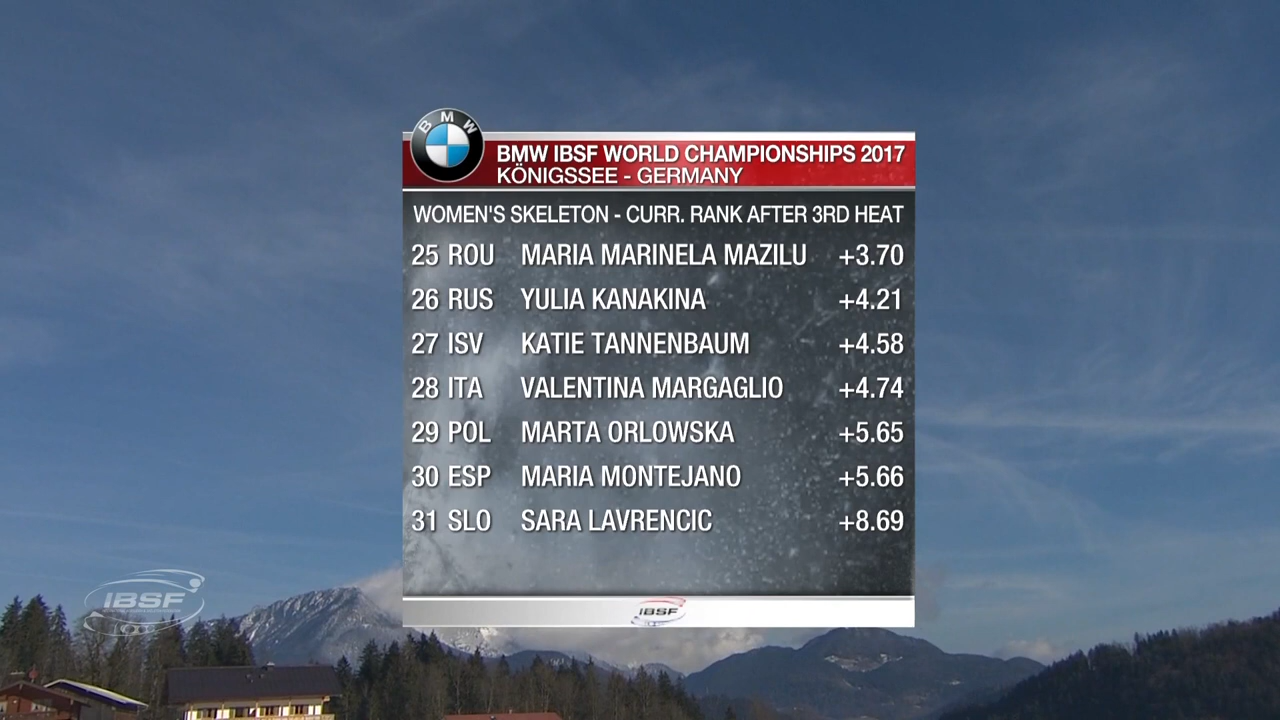 BMW
BMW IBSF WORLD CHAMPIONSHIPS 2017
KÖNIGSSEE - GERMANY
WOMEN'S SKELETON - CURR. RANK AFTER 3RD HEAT
25 ROU MARIA MARINELA MAZILU +3.70
26 RUS YULIA KANAKINA +4.21
27 ISV KATIE TANNENBAUM +4.58
28 ITA VALENTINA MARGAGLIO +4.74
29 POL MARTA ORLOWSKA +5.65
30 ESP MARIA MONTEJANO +5.66
31 SLO SARA LAVRENCIC +8.69
IBSF
IBSF